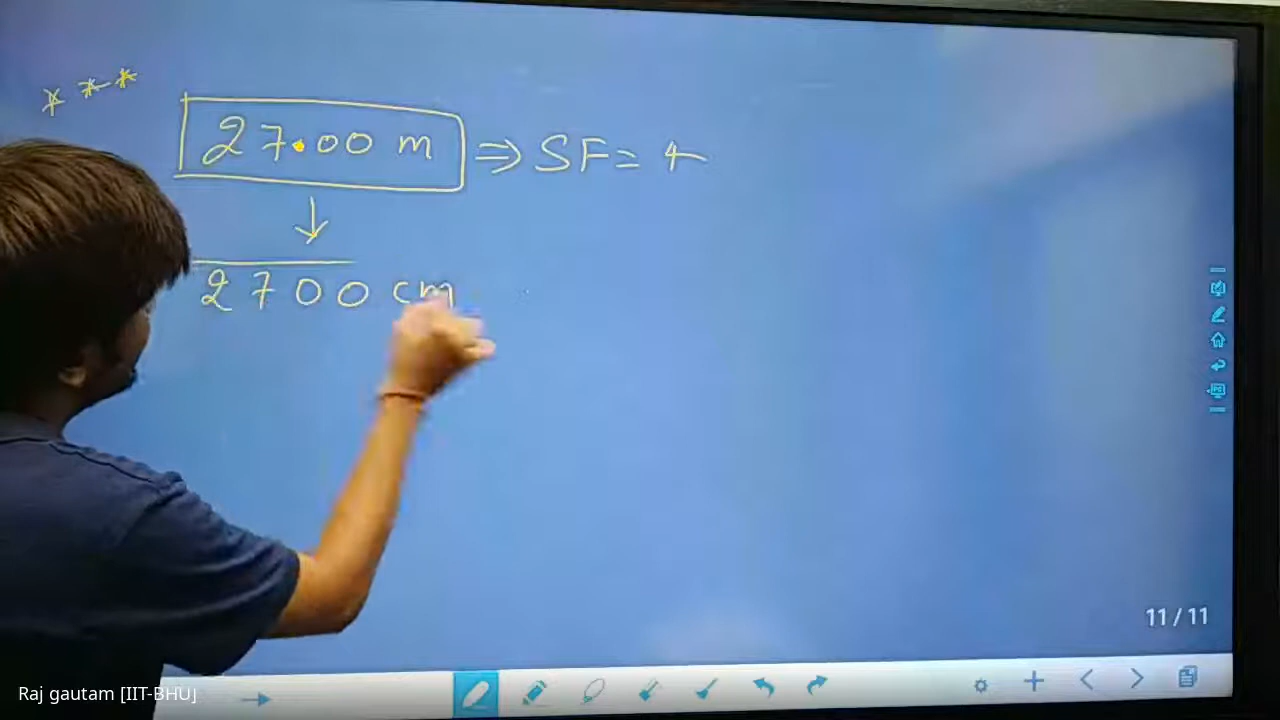 ***
27.00 m ⇒ SF = 4
↓
2700 cm
11/11
Raj gautam [IIT-BHU]